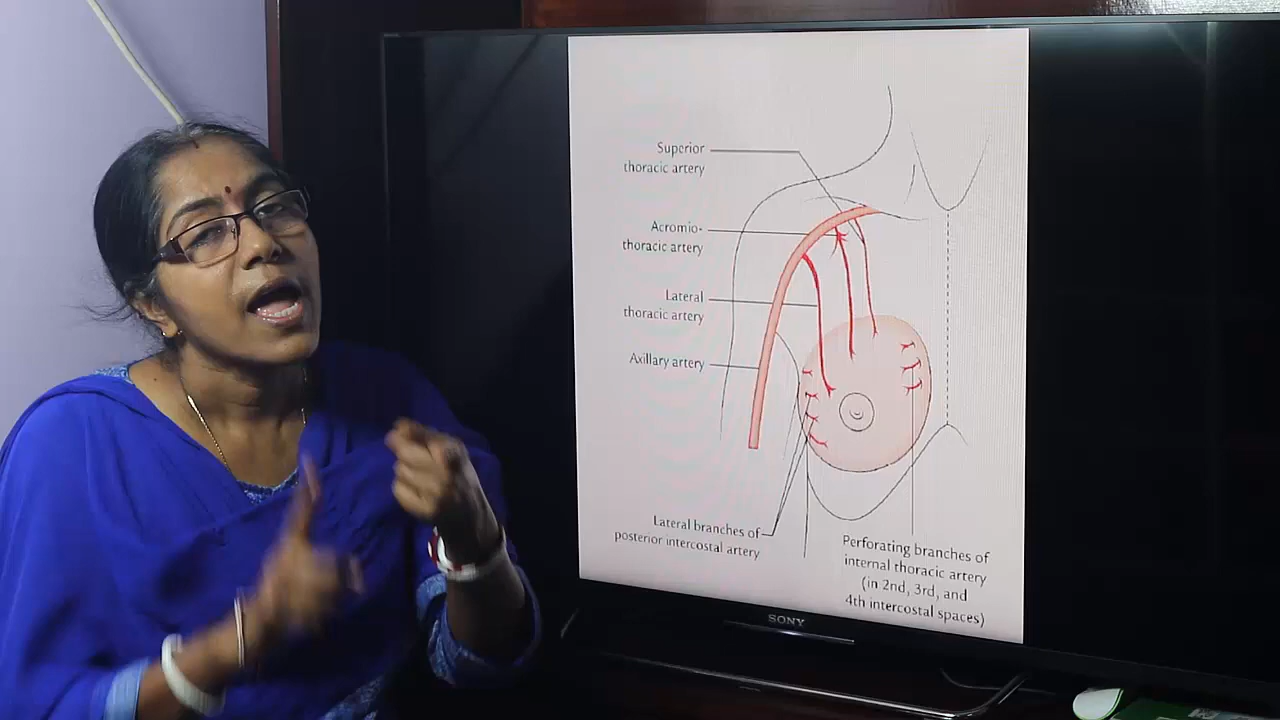 Superior
thoracic artery
Acromio-
thoracic artery
Lateral
thoracic artery
Axillary artery
Lateral branches of
posterior intercostal artery
Perforating branches of
internal thoracic artery
(in 2nd, 3rd, and
4th intercostal spaces)
SONY